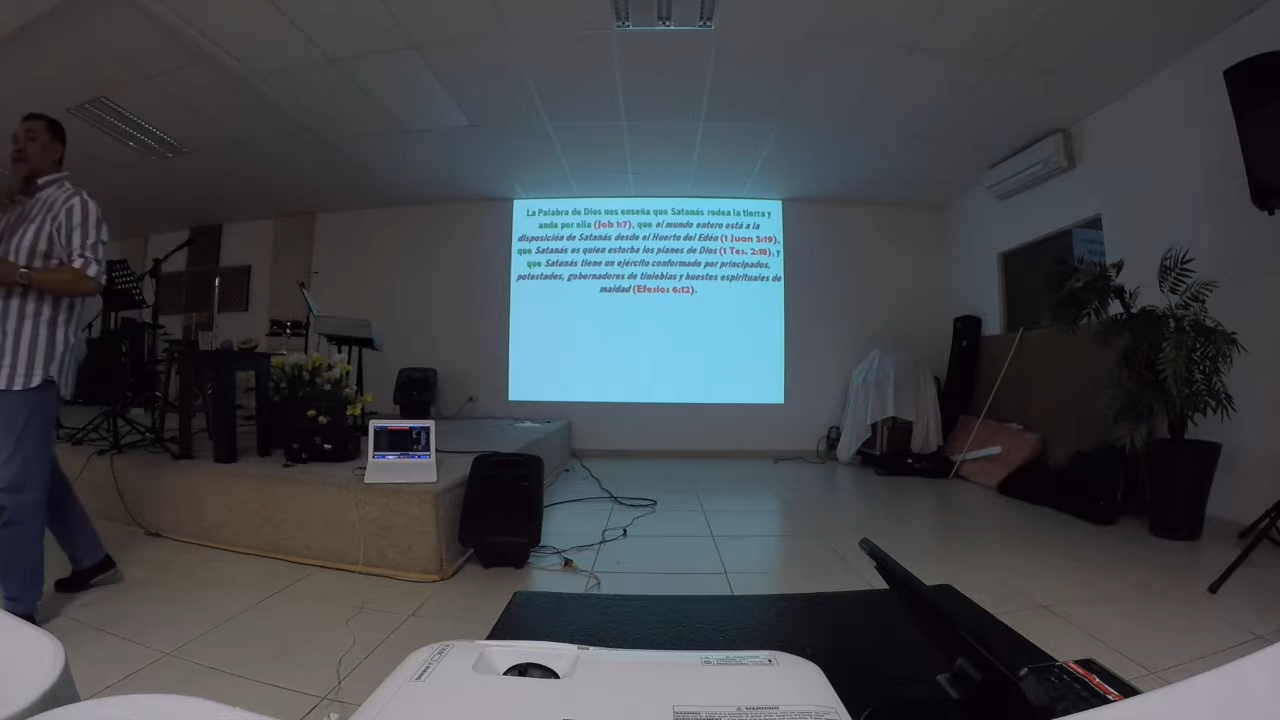 La Palabra de Dios nos enseña que Satanás rodea la tierra y
anda por ella (Job 1:7), que el mundo entero está a la
disposición de Satanás desde el Huerto del Edén (1 Juan 5:19),
que Satanás es quien estorba los planes de Dios (1 Tes. 2:18), y
que Satanás tiene un ejército conformado por principados,
potestades, gobernadores de tinieblas y huestes espirituales de
maldad (Efesios 6:12).
WARNING